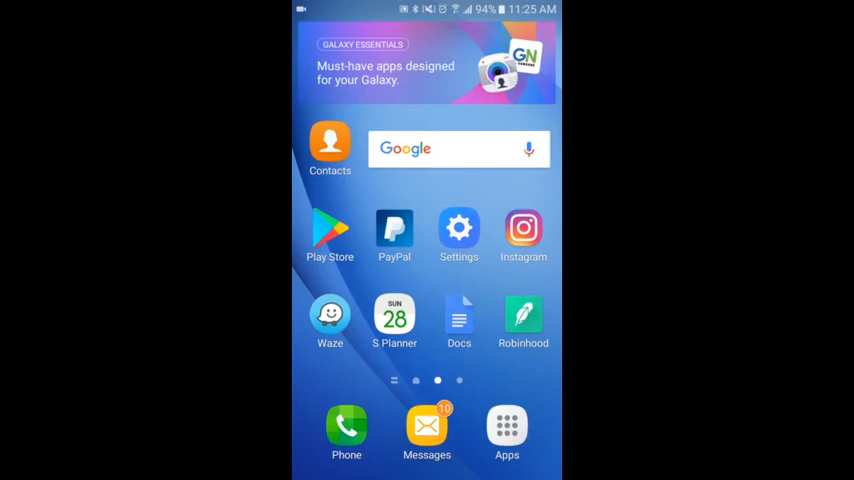 94% 11:25 AM
GALAXY ESSENTIALS
Must-have apps designed
for your Galaxy.
GN
Contacts
Google
Play Store
PayPal
Settings
Instagram
SUN
28
Waze
S Planner
Docs
Robinhood
10
Phone
Messages
Apps